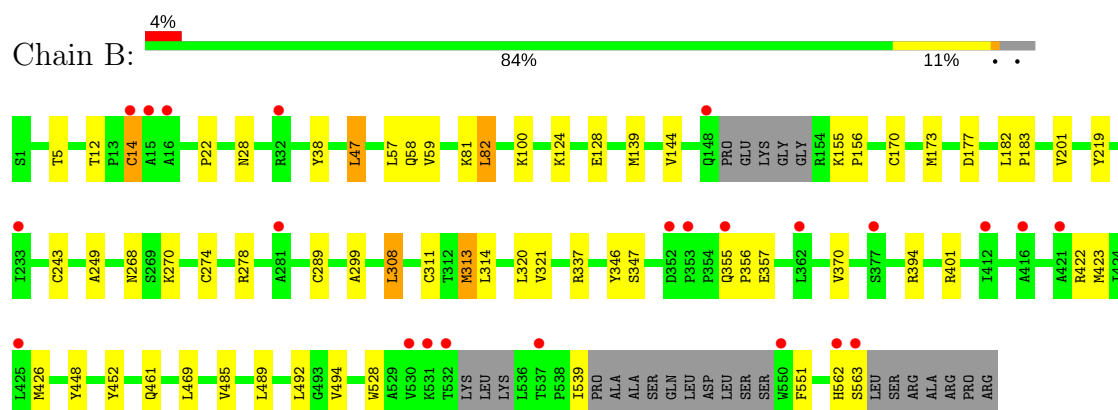 4%
Chain B:
84% 11% • •
S1 T5 T12 P13 C14 A15 A16 P22 N28 R32 Y38 L47 L57 Q58 V59 K81 L82 K100 K124 E128 M139 V144 Q148 PRO GLU LYS GLY GLY R154 K155 P156 C170 M173 D177 L182 P183 V201 Y219
I233 C243 A249 N268 S269 K270 C274 R278 A281 C289 A299 L308 C311 T312 M313 L314 L320 V321 R337 Y346 S347 D352 P353 P354 Q355 P356 E357 L362 V370 S377 R394 R401 I412 A416 A421 R422 M423 I424
L425 M426 Y448 Y452 Q461 L469 V485 L489 L492 G493 V494 W528 A529 V530 K531 T532 LYS LEU LYS L536 T537 P538 I539 PRO ALA ALA SER GLN LEU ASP LEU SER SER W550 F551 H562 S563 LEU SER ARG ALA ARG PRO ARG